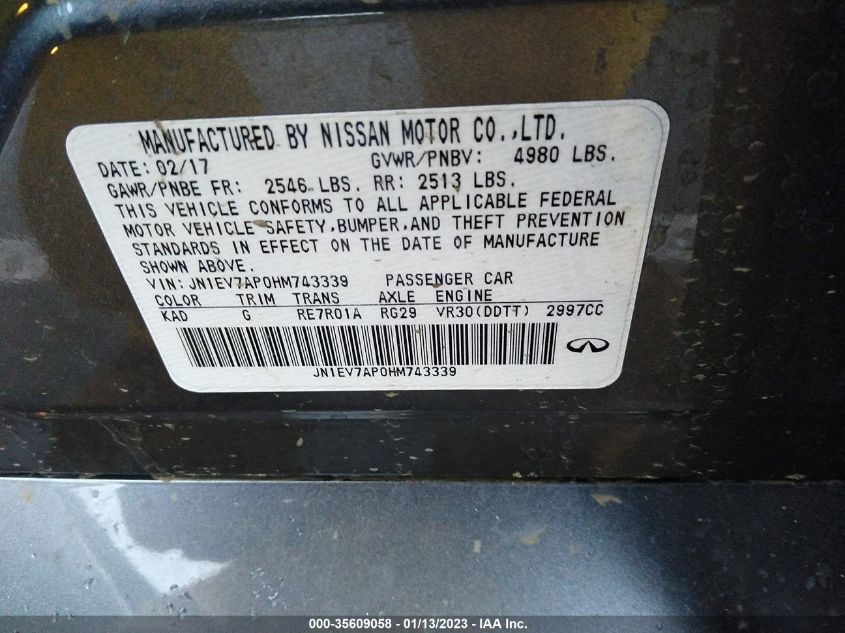 MANUFACTURED BY NISSAN MOTOR CO.,LTD.
DATE: 02/17 GVWR/PNBV: 4980 LBS.
GAWR/PNBE FR: 2546 LBS. RR: 2513 LBS.
THIS VEHICLE CONFORMS TO ALL APPLICABLE FEDERAL
MOTOR VEHICLE SAFETY,BUMPER,AND THEFT PREVENTION
STANDARDS IN EFFECT ON THE DATE OF MANUFACTURE
SHOWN ABOVE.
VIN: JN1EV7AP0HM743339 PASSENGER CAR
COLOR TRIM TRANS AXLE ENGINE
KAD G RE7R01A RG29 VR30(DDTT) 2997CC
JN1EV7AP0HM743339
000-35609058 - 01/13/2023 - IAA Inc.